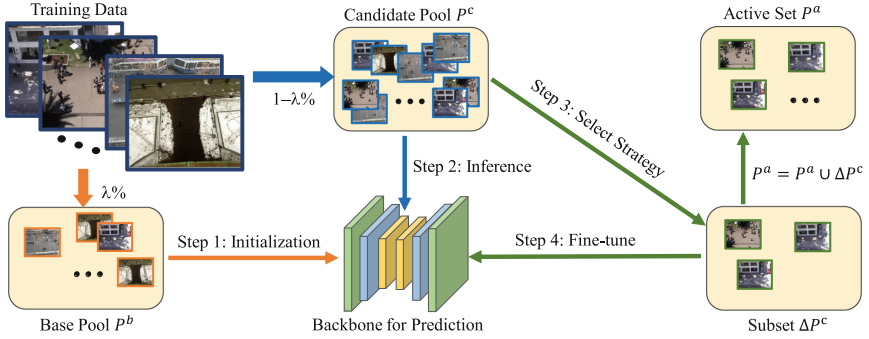 Training Data
Candidate Pool P^c
Active Set P^a
1−λ%
Step 3: Select Strategy
Step 2: Inference
P^a = P^a ∪ ΔP^c
λ%
Step 1: Initialization
Step 4: Fine-tune
Base Pool P^b
Backbone for Prediction
Subset ΔP^c